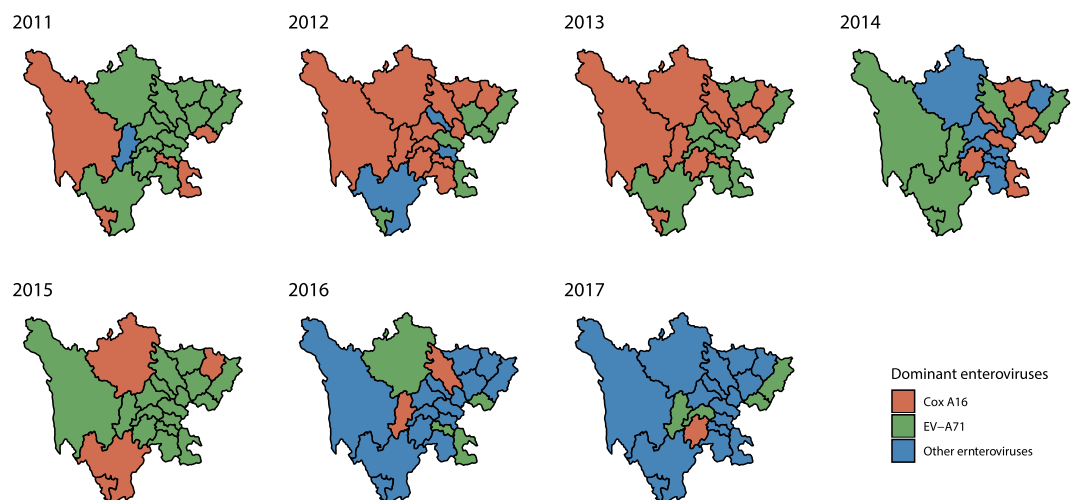 2011
2012
2013
2014
2015
2016
2017
Dominant enteroviruses
Cox A16
EV−A71
Other ernteroviruses